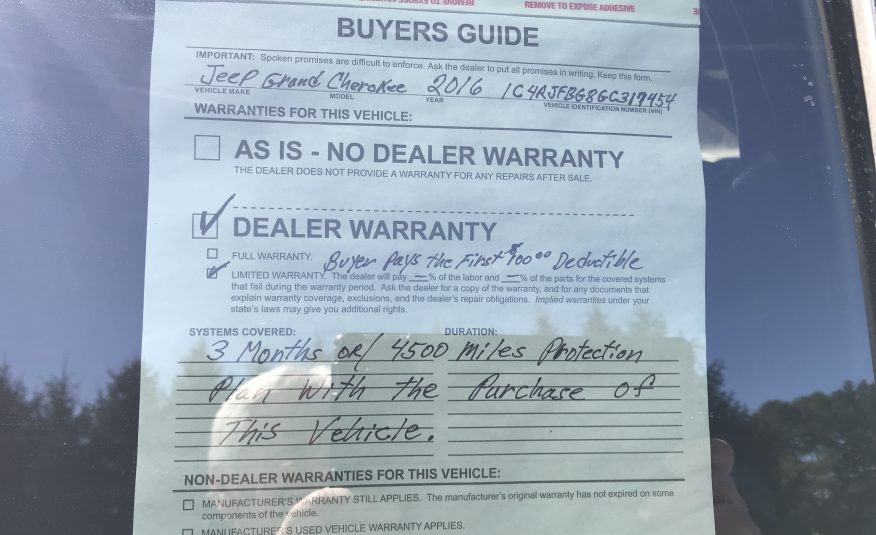 REMOVE TO EXPOSE ADHESIVE
BUYERS GUIDE
IMPORTANT: Spoken promises are difficult to enforce. Ask the dealer to put all promises in writing. Keep this form.
Jeep Grand Cherokee 2016 1C4RJFBG8GC317454
VEHICLE MAKE MODEL YEAR VEHICLE IDENTIFICATION NUMBER (VIN)
WARRANTIES FOR THIS VEHICLE:
AS IS - NO DEALER WARRANTY
THE DEALER DOES NOT PROVIDE A WARRANTY FOR ANY REPAIRS AFTER SALE.
DEALER WARRANTY
FULL WARRANTY. Buyer Pays the First $100.00 Deductible
LIMITED WARRANTY. The dealer will pay — % of the labor and — % of the parts for the covered systems
that fail during the warranty period. Ask the dealer for a copy of the warranty, and for any documents that
explain warranty coverage, exclusions, and the dealer's repair obligations. Implied warranties under your
state's laws may give you additional rights.
SYSTEMS COVERED: DURATION:
3 Months OR/ 4500 Miles Protection
Plan With the Purchase of
This Vehicle.
NON-DEALER WARRANTIES FOR THIS VEHICLE:
MANUFACTURER'S WARRANTY STILL APPLIES. The manufacturer's original warranty has not expired on some
components of the vehicle.
MANUFACTURER'S USED VEHICLE WARRANTY APPLIES.